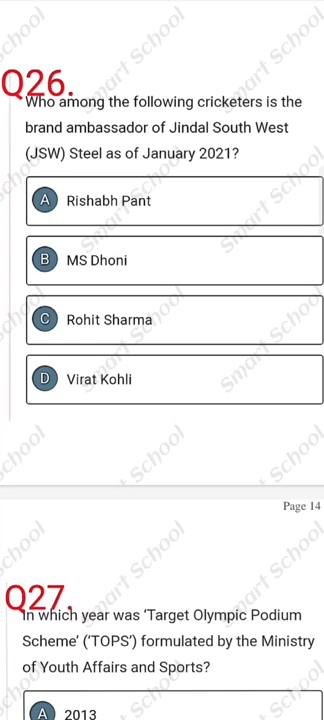 Q26.
Who among the following cricketers is the
brand ambassador of Jindal South West
(JSW) Steel as of January 2021?
A Rishabh Pant
B MS Dhoni
C Rohit Sharma
D Virat Kohli
Page 14
Q27.
In which year was 'Target Olympic Podium
Scheme' ('TOPS') formulated by the Ministry
of Youth Affairs and Sports?
A 2013
Smart School